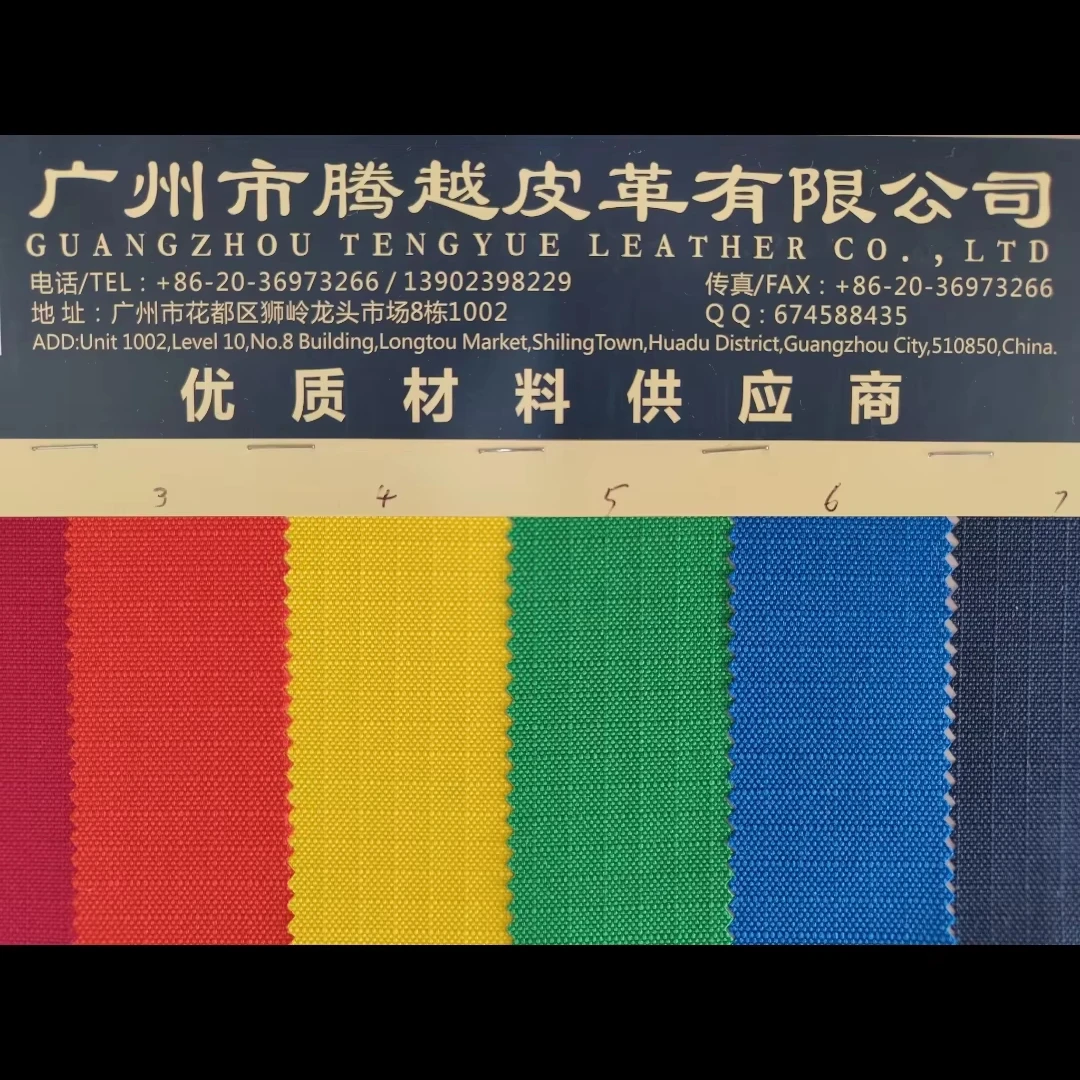 广州市腾越皮革有限公司
GUANGZHOU TENGYUE LEATHER CO.,LTD
电话/TEL：+86-20-36973266 / 13902398229
传真/FAX：+86-20-36973266
地 址：广州市花都区狮岭龙头市场8栋1002
Q Q：674588435
ADD:Unit 1002,Level 10,No.8 Building,Longtou Market,ShilingTown,Huadu District,Guangzhou City,510850,China.
优质材料供应商
3 4 5 6 7